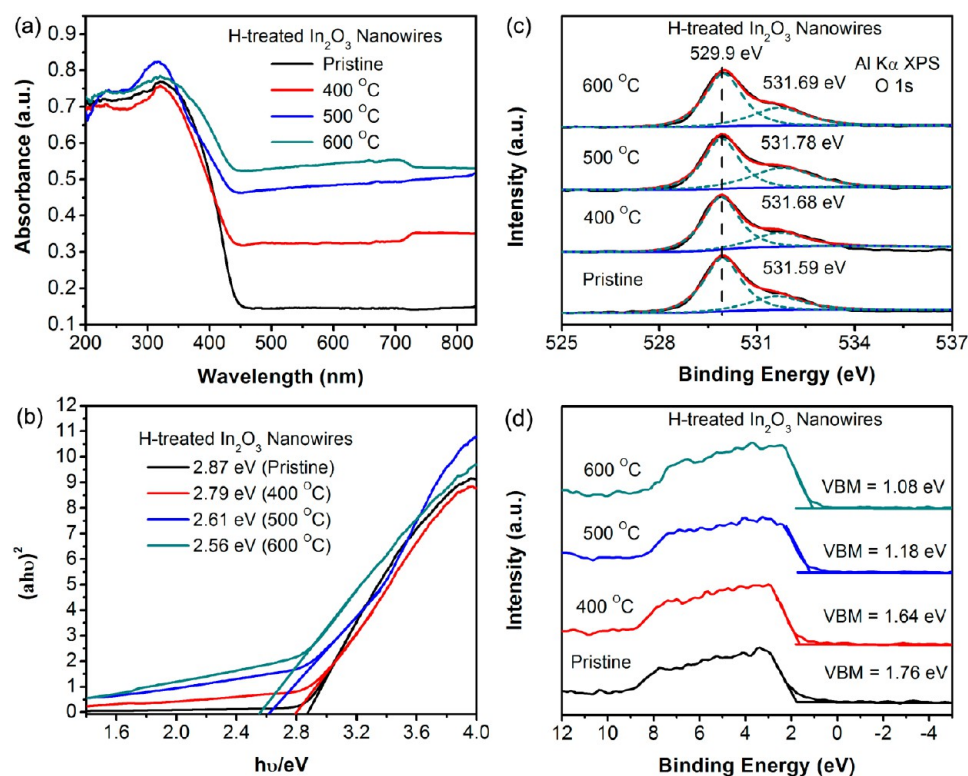 (a)
H-treated In₂O₃ Nanowires
Pristine
400 °C
500 °C
600 °C
Absorbance (a.u.)
0.9
0.8
0.7
0.6
0.5
0.4
0.3
0.2
0.1
200 300 400 500 600 700 800
Wavelength (nm)
(c)
H-treated In₂O₃ Nanowires
529.9 eV
Al Kα XPS
O 1s
600 °C
531.69 eV
500 °C
531.78 eV
400 °C
531.68 eV
Pristine
531.59 eV
Intensity (a.u.)
525 528 531 534 537
Binding Energy (eV)
(b)
H-treated In₂O₃ Nanowires
2.87 eV (Pristine)
2.79 eV (400 °C)
2.61 eV (500 °C)
2.56 eV (600 °C)
(ahυ)²
12
11
10
9
8
7
6
5
4
3
2
1
0
1.6 2.0 2.4 2.8 3.2 3.6 4.0
hυ/eV
(d)
H-treated In₂O₃ Nanowires
600 °C
VBM = 1.08 eV
500 °C
VBM = 1.18 eV
400 °C
VBM = 1.64 eV
Pristine
VBM = 1.76 eV
Intensity (a.u.)
12 10 8 6 4 2 0 -2 -4
Binding Energy (eV)